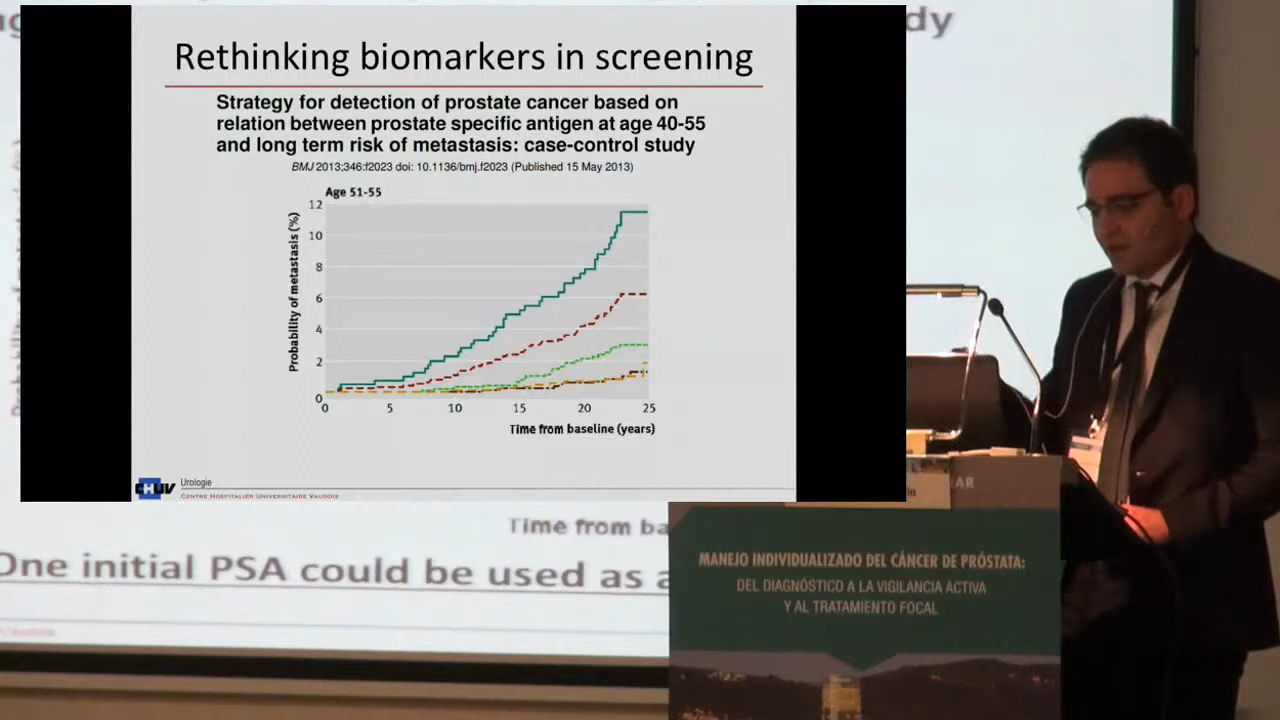 Rethinking biomarkers in screening
Strategy for detection of prostate cancer based on
relation between prostate specific antigen at age 40-55
and long term risk of metastasis: case-control study
BMJ 2013;346:f2023 doi: 10.1136/bmj.f2023 (Published 15 May 2013)
Age 51-55
Probability of metastasis (%)
12
10
8
6
4
2
0
0 5 10 15 20 25
Time from baseline (years)
CHUV
Urologie
Centre Hospitalier Universitaire Vaudois
Time from ba
One initial PSA could be used as a
MANEJO INDIVIDUALIZADO DEL CÁNCER DE PRÓSTATA:
DEL DIAGNÓSTICO A LA VIGILANCIA ACTIVA
Y AL TRATAMIENTO FOCAL